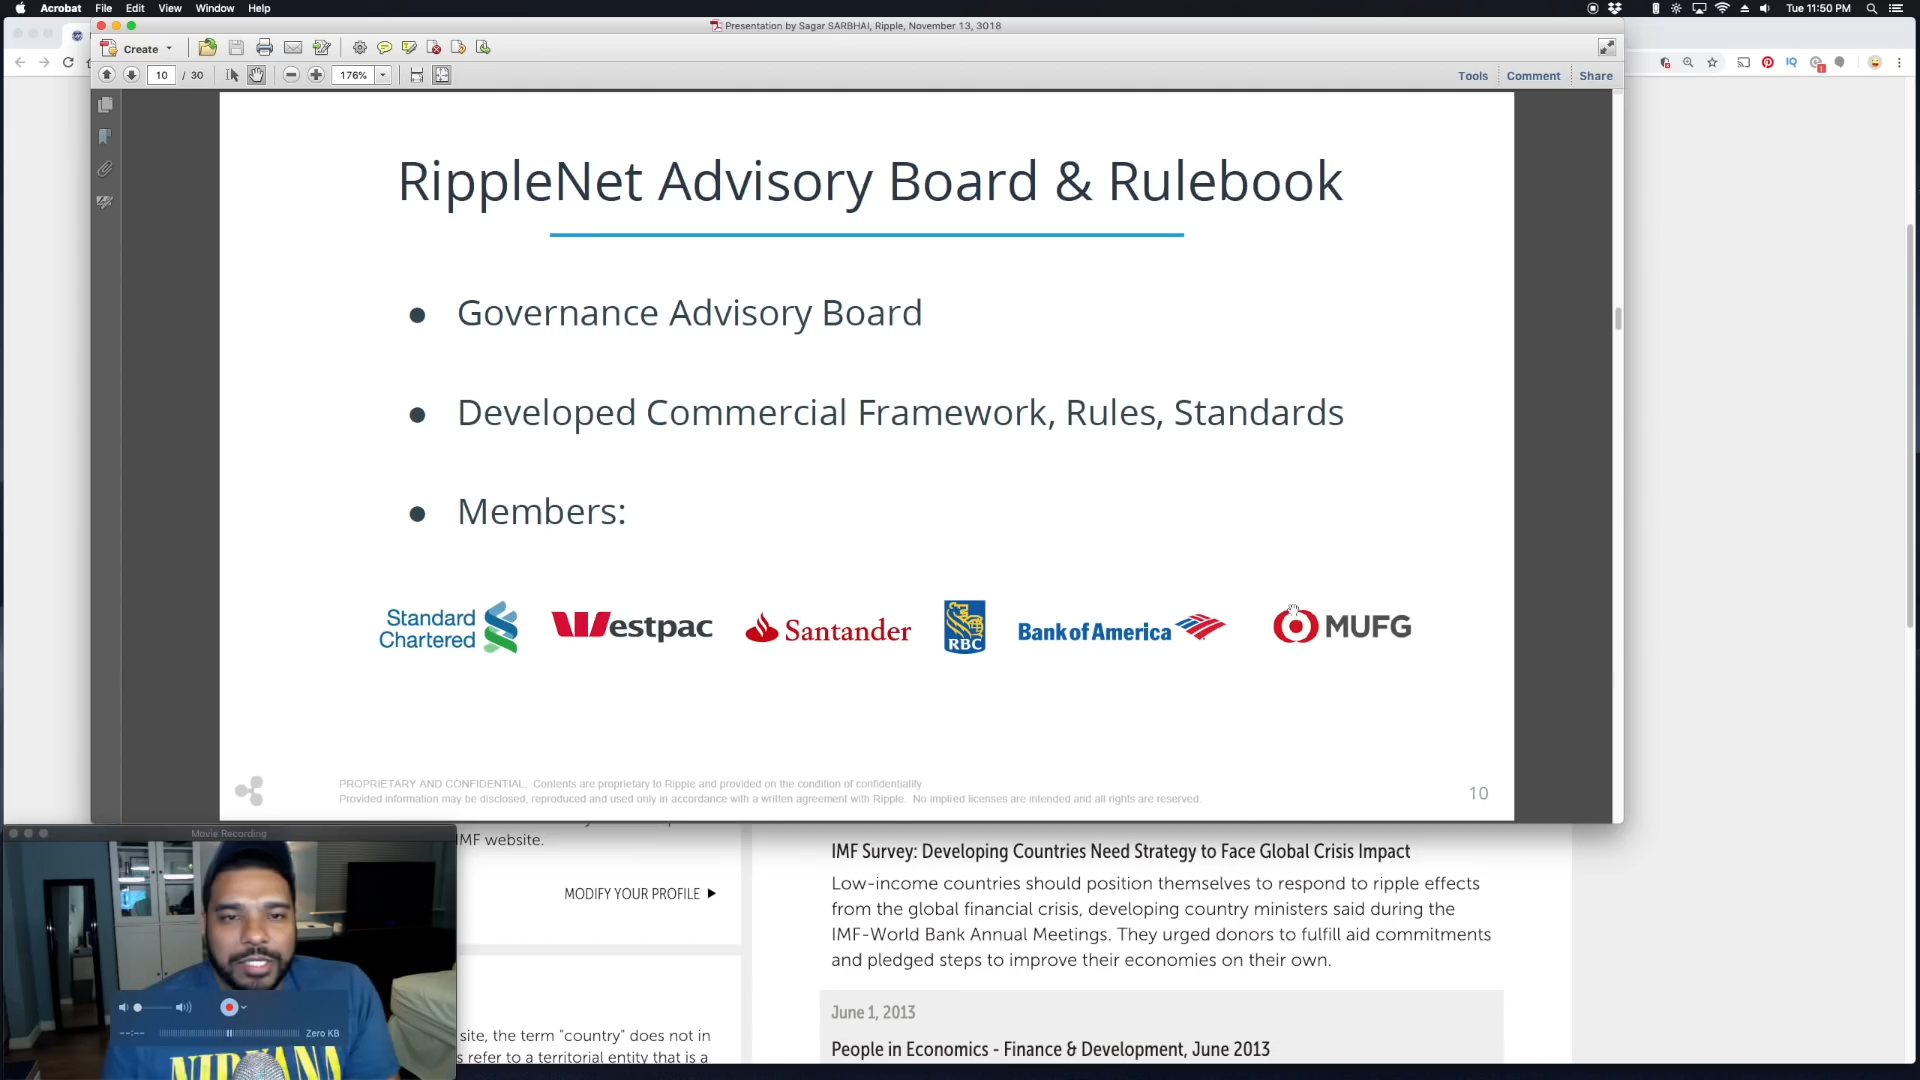 Acrobat File Edit View Window Help
Tue 11:50 PM
Presentation by Sagar SARBHAI, Ripple, November 13, 3018
Create
10 / 30
176%
Tools Comment Share
RippleNet Advisory Board & Rulebook
● Governance Advisory Board
● Developed Commercial Framework, Rules, Standards
● Members:
Standard
Chartered
Westpac
Santander
RBC
Bank of America
MUFG
PROPRIETARY AND CONFIDENTIAL; Contents are proprietary to Ripple and provided on the condition of confidentiality
Provided information may be disclosed, reproduced and used only in accordance with a written agreement with Ripple. No implied licenses are intended and all rights are reserved.
10
Movie Recording
Zero KB
NIRVANA
IMF website.
MODIFY YOUR PROFILE ▶
site, the term "country" does not in
s refer to a territorial entity that is a
IMF Survey: Developing Countries Need Strategy to Face Global Crisis Impact
Low-income countries should position themselves to respond to ripple effects
from the global financial crisis, developing country ministers said during the
IMF-World Bank Annual Meetings. They urged donors to fulfill aid commitments
and pledged steps to improve their economies on their own.
June 1, 2013
People in Economics - Finance & Development, June 2013